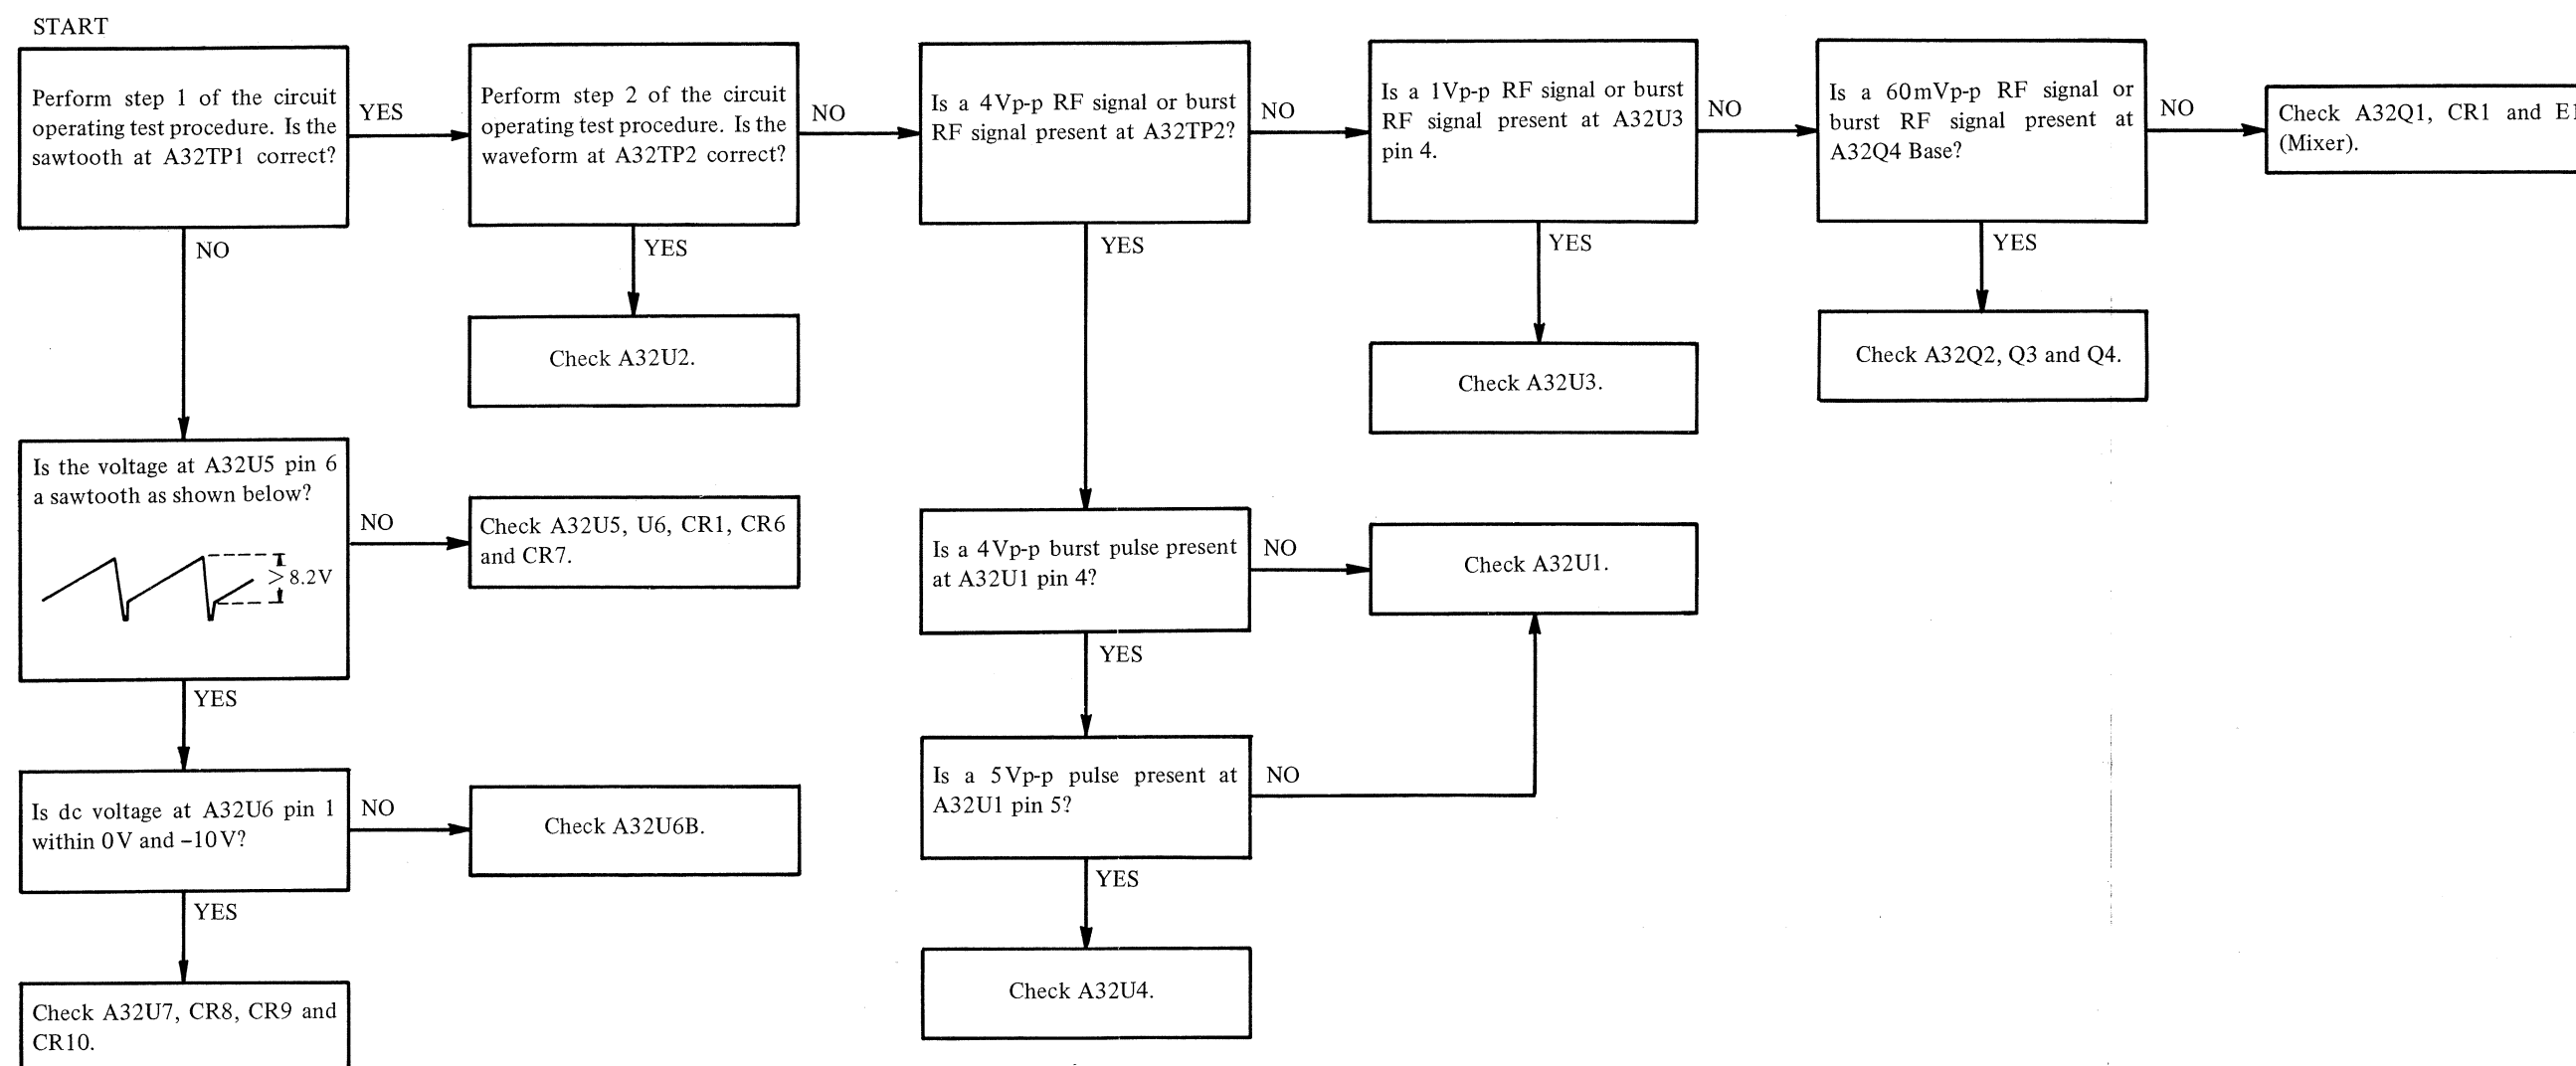 START
Perform step 1 of the circuit
operating test procedure. Is the
sawtooth at A32TP1 correct?
YES
Perform step 2 of the circuit
operating test procedure. Is the
waveform at A32TP2 correct?
NO
Is a 4Vp-p RF signal or burst
RF signal present at A32TP2?
NO
Is a 1Vp-p RF signal or burst
RF signal present at A32U3
pin 4.
NO
Is a 60mVp-p RF signal or
burst RF signal present at
A32Q4 Base?
NO
Check A32Q1, CR1 and E1
(Mixer).
NO
YES
YES
YES
YES
Check A32U2.
Check A32U3.
Check A32Q2, Q3 and Q4.
Is the voltage at A32U5 pin 6
a sawtooth as shown below?
>8.2V
NO
Check A32U5, U6, CR1, CR6
and CR7.
Is a 4Vp-p burst pulse present
at A32U1 pin 4?
NO
Check A32U1.
YES
YES
Is dc voltage at A32U6 pin 1
within 0V and –10V?
NO
Check A32U6B.
Is a 5Vp-p pulse present at
A32U1 pin 5?
NO
YES
YES
Check A32U7, CR8, CR9 and
CR10.
Check A32U4.